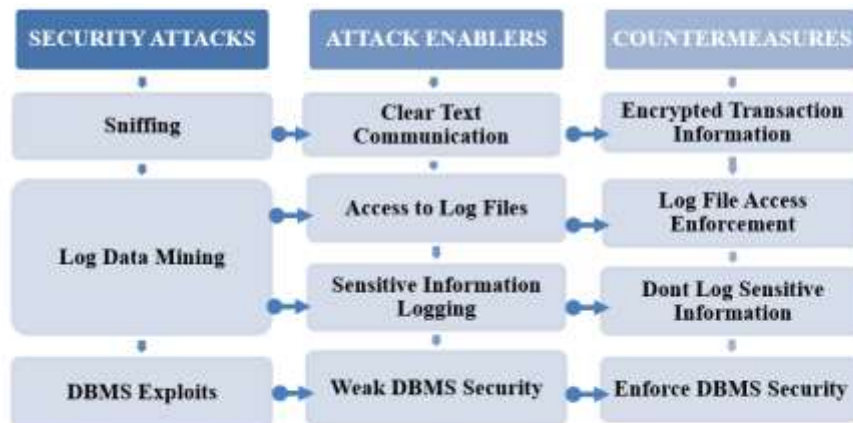 SECURITY ATTACKS
ATTACK ENABLERS
COUNTERMEASURES
Sniffing
Clear Text
Communication
Encrypted Transaction
Information
Log Data Mining
Access to Log Files
Log File Access
Enforcement
Sensitive Information
Logging
Dont Log Sensitive
Information
DBMS Exploits
Weak DBMS Security
Enforce DBMS Security